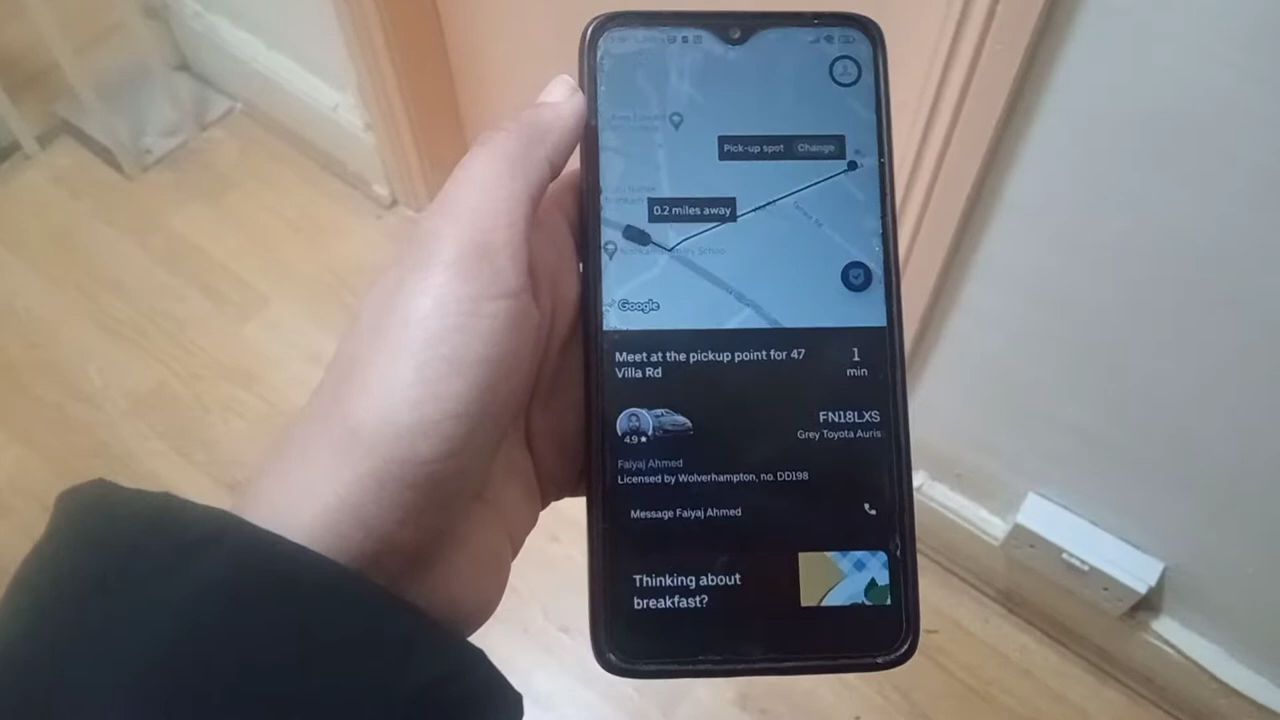 Pick-up spot Change
0.2 miles away
Google
Meet at the pickup point for 47
Villa Rd
1
min
FN18LXS
Grey Toyota Auris
4.9 ★
Faiyaj Ahmed
Licensed by Wolverhampton, no. DD198
Message Faiyaj Ahmed
Thinking about
breakfast?